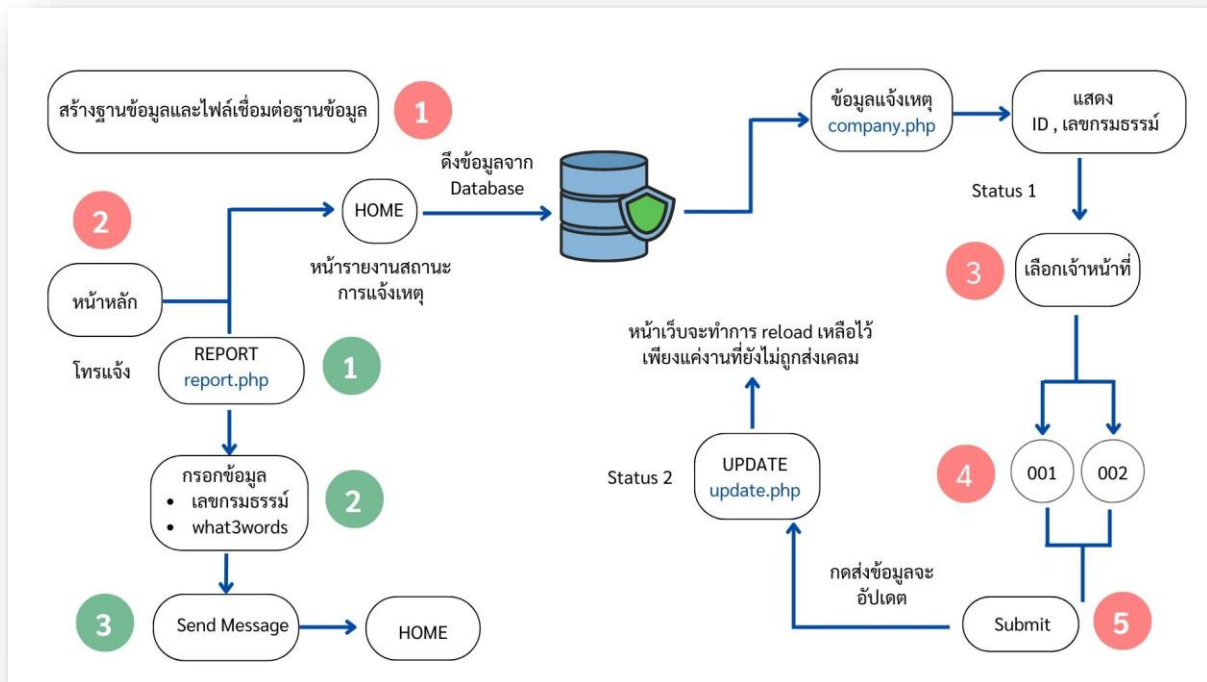 สร้างฐานข้อมูลและไฟล์เชื่อมต่อฐานข้อมูล
1
2
หน้าหลัก
โทรแจ้ง
HOME
หน้ารายงานสถานะ
การแจ้งเหตุ
ดึงข้อมูลจาก
Database
REPORT
report.php
1
กรอกข้อมูล
• เลขกรมธรรม์
• what3words
2
3
Send Message
HOME
ข้อมูลแจ้งเหตุ
company.php
แสดง
ID , เลขกรมธรรม์
Status 1
3
เลือกเจ้าหน้าที่
4
001
002
Submit
5
กดส่งข้อมูลจะ
อัปเดต
Status 2
UPDATE
update.php
หน้าเว็บจะทำการ reload เหลือไว้
เพียงแค่งานที่ยังไม่ถูกส่งเคลม